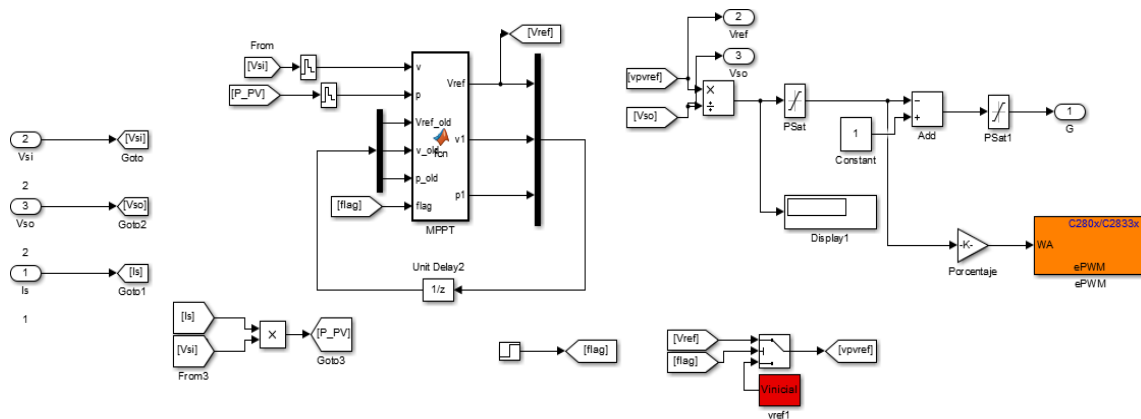 From
[Vsi]
[P_PV]
v
p
Vref_old
v_old
p_old
flag
fcn
Vref
v1
p1
MPPT
[Vref]
[flag]
Unit Delay2
1/z
2
Vsi
[Vsi]
Goto
2
3
Vso
[Vso]
Goto2
2
1
Is
[Is]
Goto1
1
[Is]
[Vsi]
From3
×
[P_PV]
Goto3
[flag]
2
Vref
3
Vso
[vpvref]
[Vso]
×
÷
PSat
1
Constant
−
+
Add
PSat1
1
G
Display1
-K-
Porcentaje
C280x/C2833x
WA
ePWM
ePWM
[Vref]
[flag]
Vinicial
vref1
[vpvref]